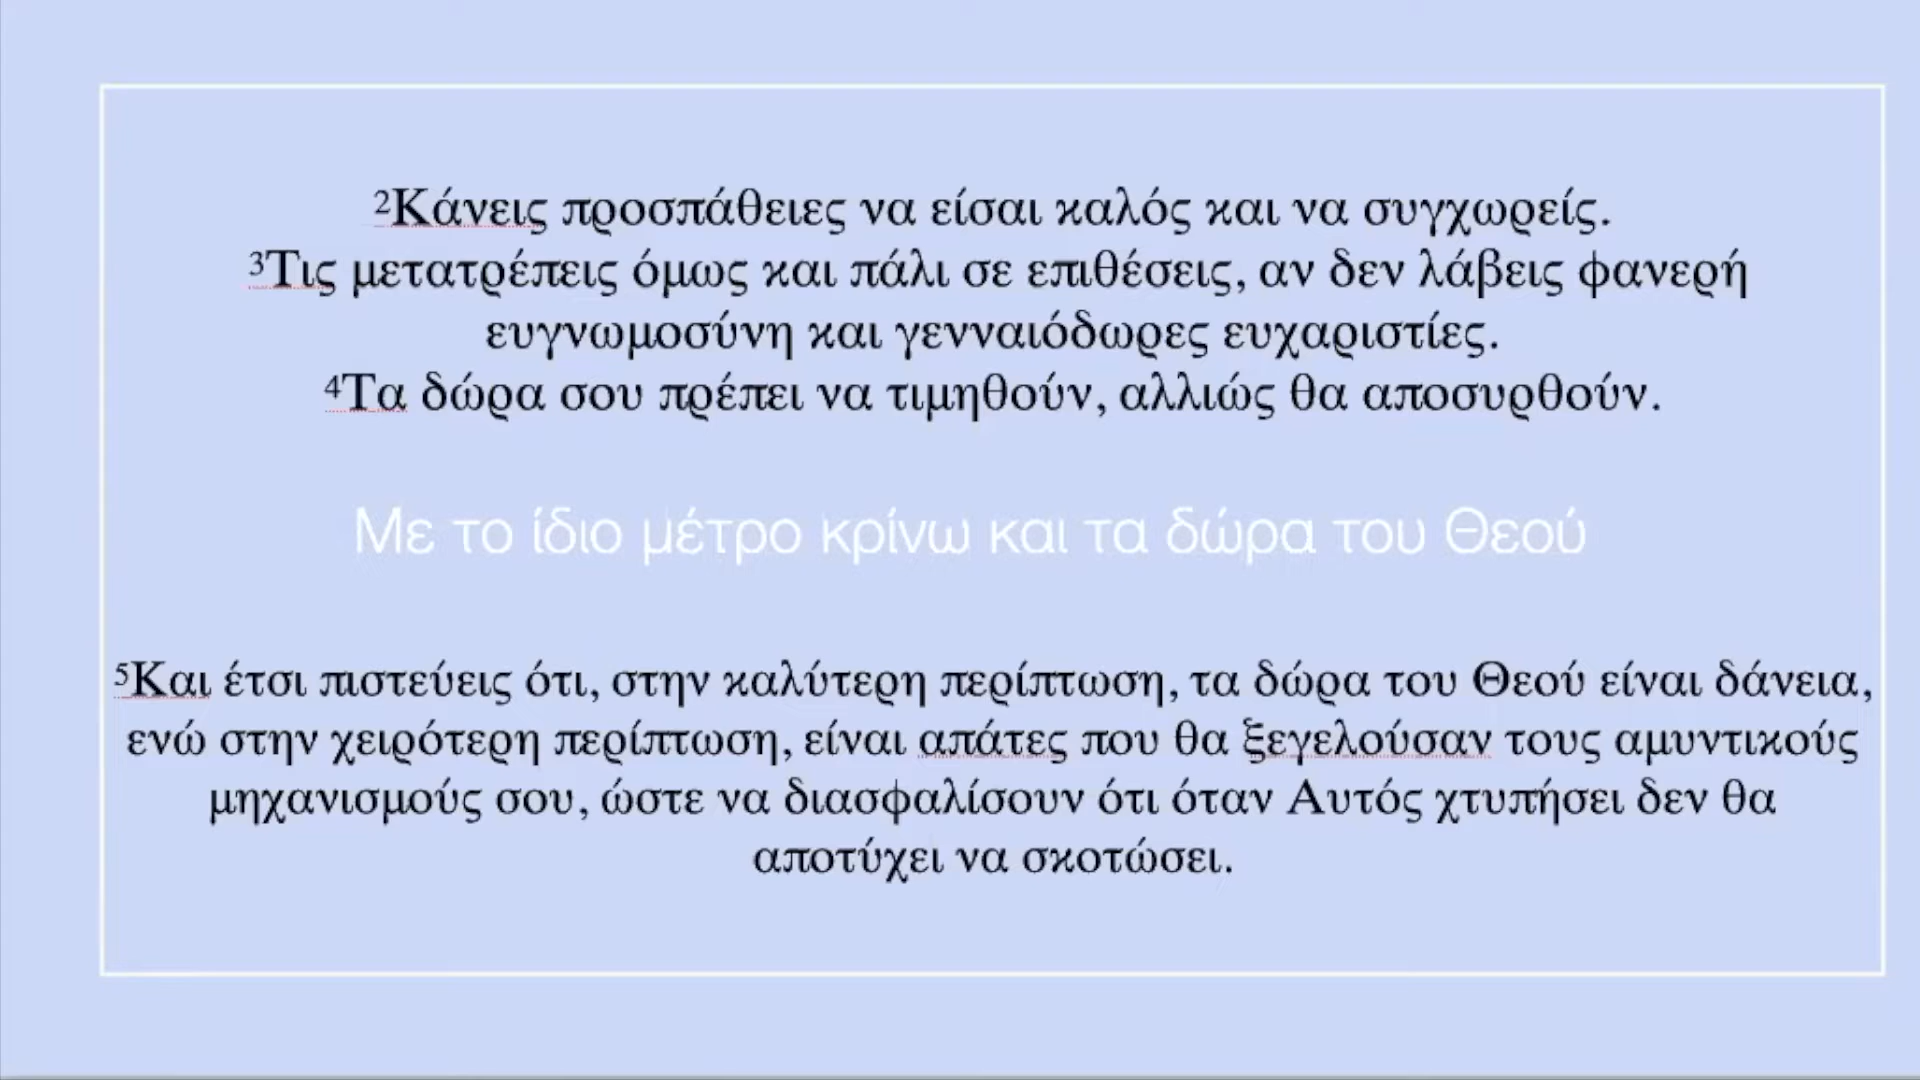 ²Κάνεις προσπάθειες να είσαι καλός και να συγχωρείς.
³Τις μετατρέπεις όμως και πάλι σε επιθέσεις, αν δεν λάβεις φανερή
ευγνωμοσύνη και γενναιόδωρες ευχαριστίες.
⁴Τα δώρα σου πρέπει να τιμηθούν, αλλιώς θα αποσυρθούν.
Με το ίδιο μέτρο κρίνω και τα δώρα του Θεού
⁵Και έτσι πιστεύεις ότι, στην καλύτερη περίπτωση, τα δώρα του Θεού είναι δάνεια,
ενώ στην χειρότερη περίπτωση, είναι απάτες που θα ξεγελούσαν τους αμυντικούς
μηχανισμούς σου, ώστε να διασφαλίσουν ότι όταν Αυτός χτυπήσει δεν θα
αποτύχει να σκοτώσει.